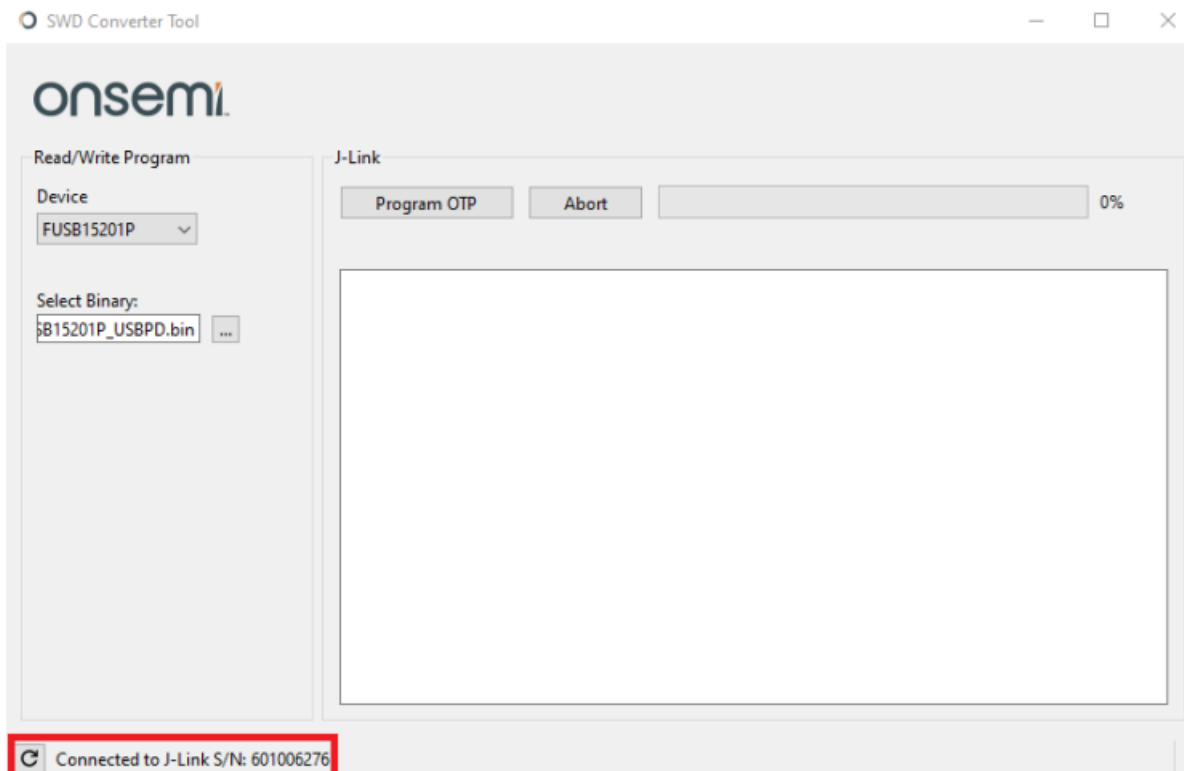 SWD Converter Tool
onsemi
Read/Write Program
Device
FUSB15201P
Select Binary:
SB15201P_USBPD.bin
...
J-Link
Program OTP
Abort
0%
Connected to J-Link S/N: 601006276